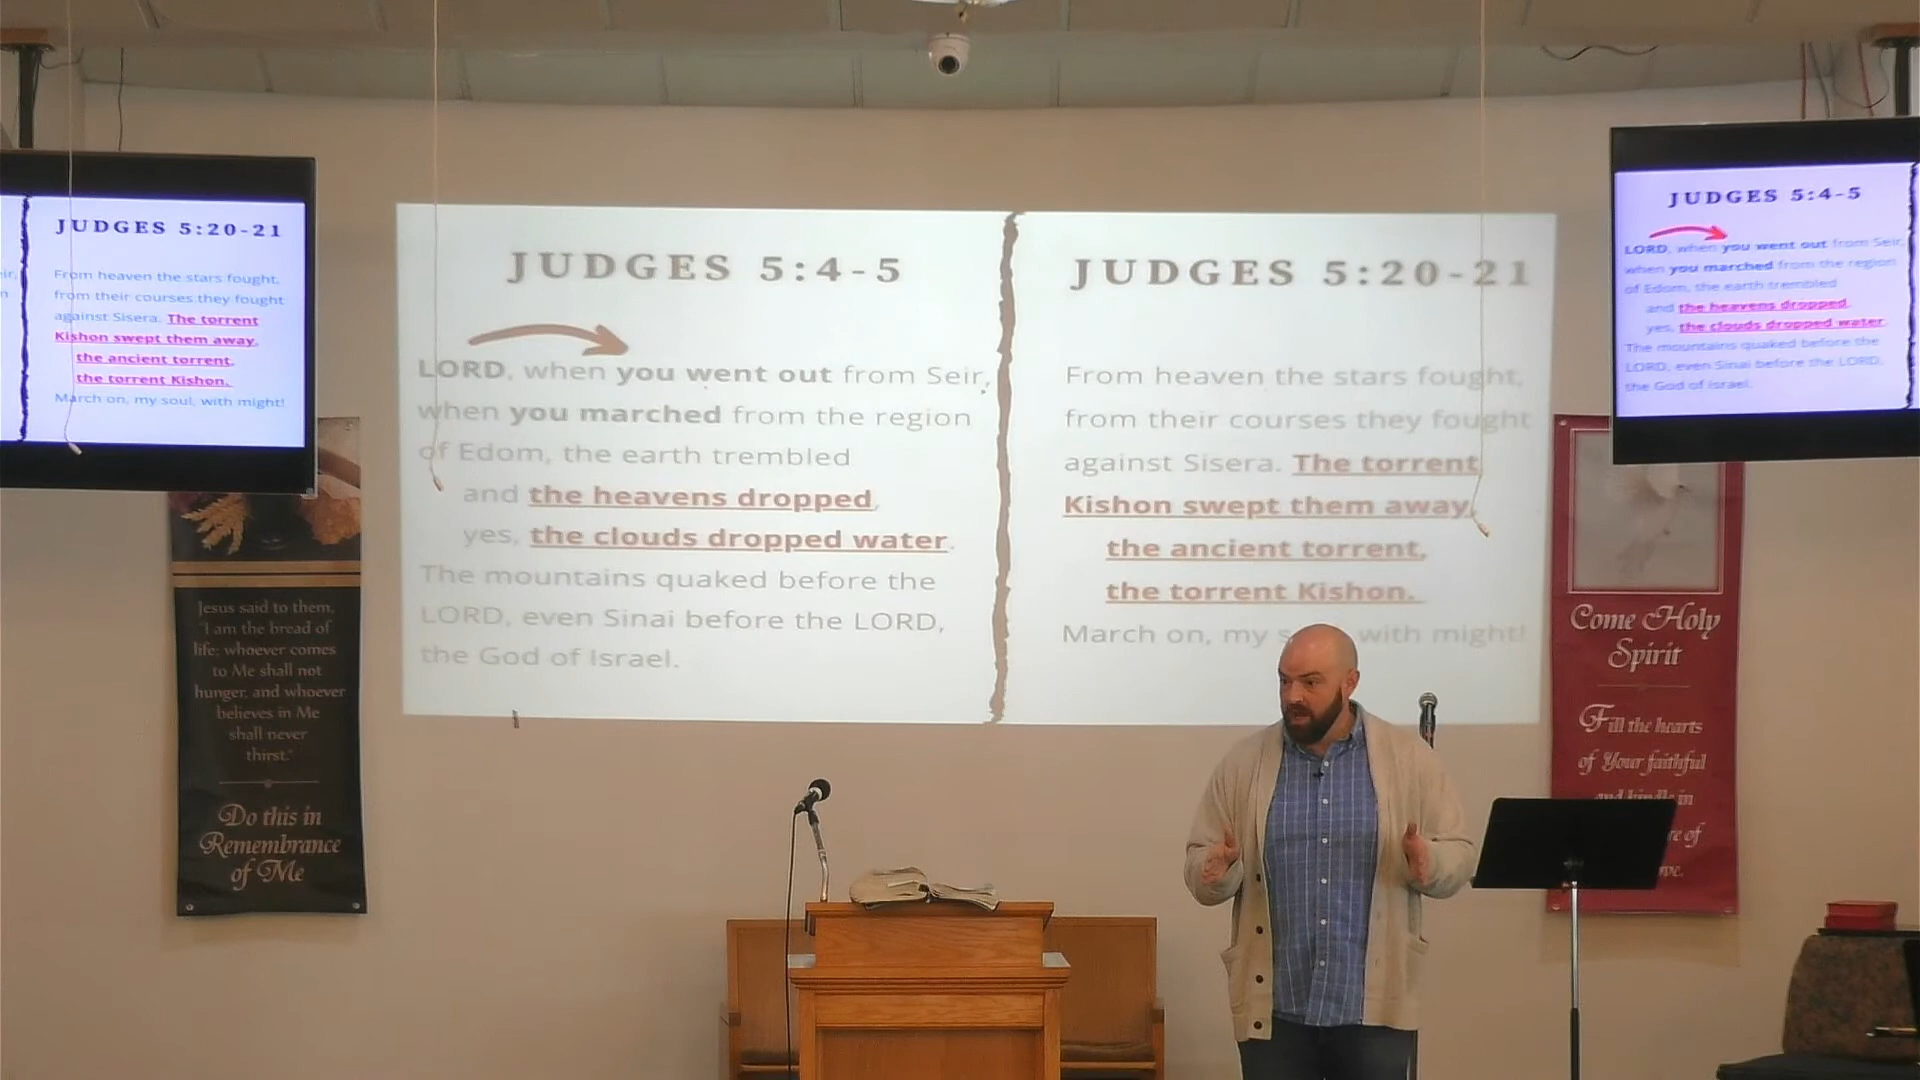 JUDGES 5:20-21
From heaven the stars fought,
from their courses they fought
against Sisera. The torrent
Kishon swept them away,
the ancient torrent,
the torrent Kishon.
March on, my soul, with might!
JUDGES 5:4-5
LORD, when you went out from Seir,
when you marched from the region
of Edom, the earth trembled
and the heavens dropped,
yes, the clouds dropped water.
The mountains quaked before the
LORD, even Sinai before the LORD,
the God of Israel.
JUDGES 5:20-21
From heaven the stars fought,
from their courses they fought
against Sisera. The torrent
Kishon swept them away,
the ancient torrent,
the torrent Kishon.
March on, my with might!
JUDGES 5:4-5
LORD, when you went out from Seir,
when you marched from the region
of Edom, the earth trembled
and the heavens dropped,
yes, the clouds dropped water.
The mountains quaked before the
LORD, even Sinai before the LORD,
the God of Israel.
Jesus said to them,
"I am the bread of
life; whoever comes
to Me shall not
hunger, and whoever
believes in Me
shall never
thirst."
Do this in
Remembrance
of Me
Come Holy
Spirit
Fill the hearts
of Your faithful
and kindle in
of